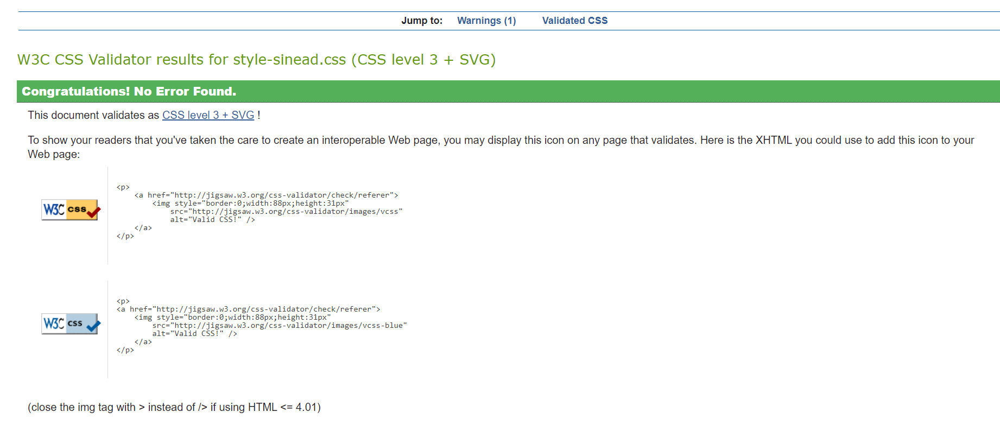 Jump to: Warnings (1) Validated CSS
W3C CSS Validator results for style-sinead.css (CSS level 3 + SVG)
Congratulations! No Error Found.
This document validates as CSS level 3 + SVG !
To show your readers that you've taken the care to create an interoperable Web page, you may display this icon on any page that validates. Here is the XHTML you could use to add this icon to your
Web page:
<p>
<a href="http://jigsaw.w3.org/css-validator/check/referer">
<img style="border:0;width:88px;height:31px"
W3C css
src="http://jigsaw.w3.org/css-validator/images/vcss"
alt="Valid CSS!" />
</a>
</p>
<p>
<a href="http://jigsaw.w3.org/css-validator/check/referer">
<img style="border:0;width:88px;height:31px"
W3C css
src="http://jigsaw.w3.org/css-validator/images/vcss-blue"
alt="Valid CSS!" />
</a>
</p>
(close the img tag with > instead of /> if using HTML <= 4.01)